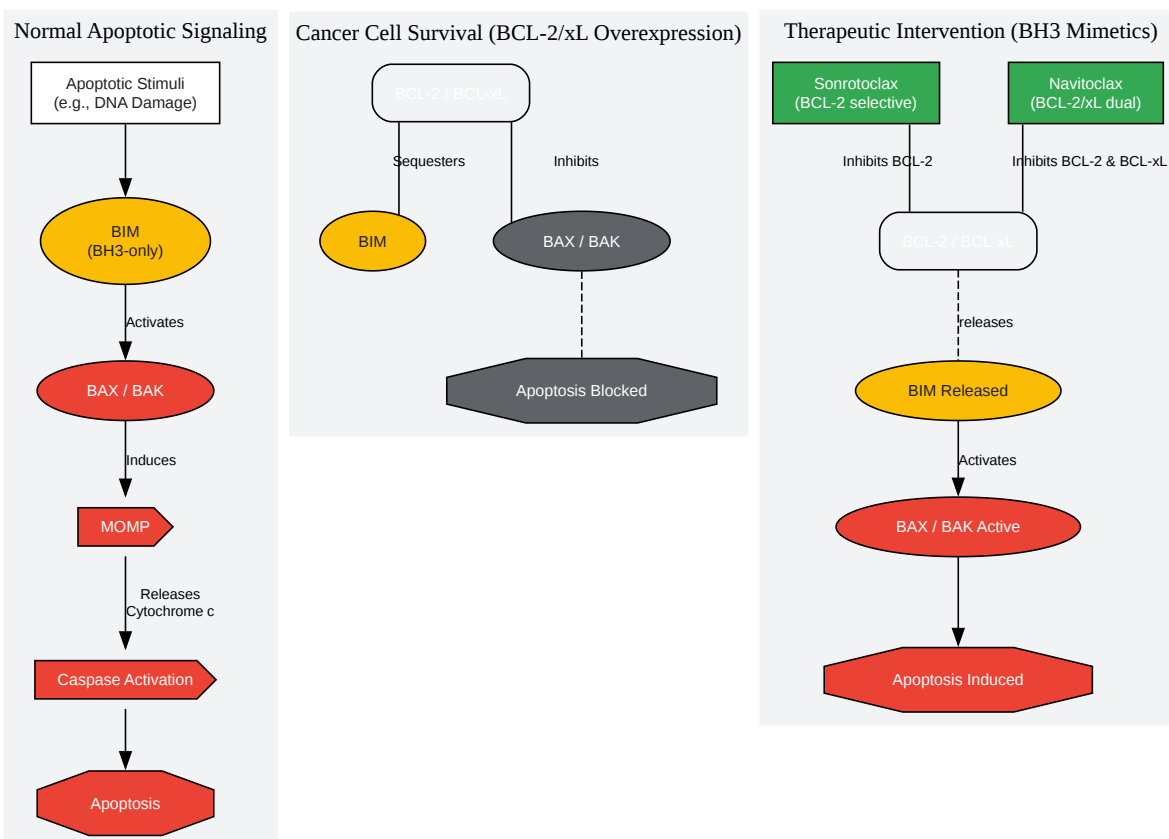 Normal Apoptotic Signaling
Apoptotic Stimuli
(e.g., DNA Damage)
BIM
(BH3-only)
Activates
BAX / BAK
Induces
MOMP
Releases
Cytochrome c
Caspase Activation
Apoptosis
Cancer Cell Survival (BCL-2/xL Overexpression)
BCL-2 / BCL-xL
Sequesters
Inhibits
BIM
BAX / BAK
Apoptosis Blocked
Therapeutic Intervention (BH3 Mimetics)
Sonrotoclax
(BCL-2 selective)
Navitoclax
(BCL-2/xL dual)
Inhibits BCL-2
Inhibits BCL-2 & BCL-xL
BCL-2 / BCL-xL
releases
BIM Released
Activates
BAX / BAK Active
Apoptosis Induced